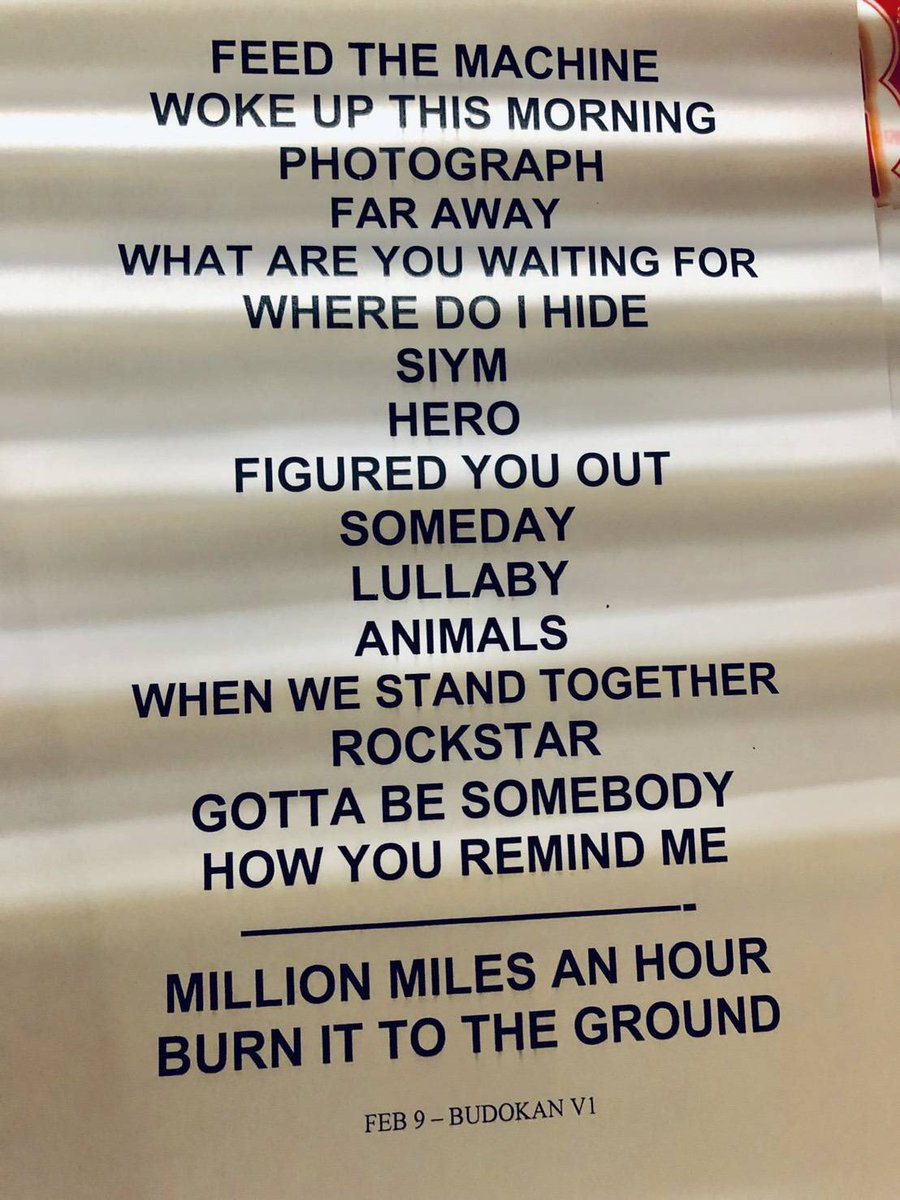 FEED THE MACHINE
WOKE UP THIS MORNING
PHOTOGRAPH
FAR AWAY
WHAT ARE YOU WAITING FOR
WHERE DO I HIDE
SIYM
HERO
FIGURED YOU OUT
SOMEDAY
LULLABY
ANIMALS
WHEN WE STAND TOGETHER
ROCKSTAR
GOTTA BE SOMEBODY
HOW YOU REMIND ME
MILLION MILES AN HOUR
BURN IT TO THE GROUND
FEB 9 – BUDOKAN V1